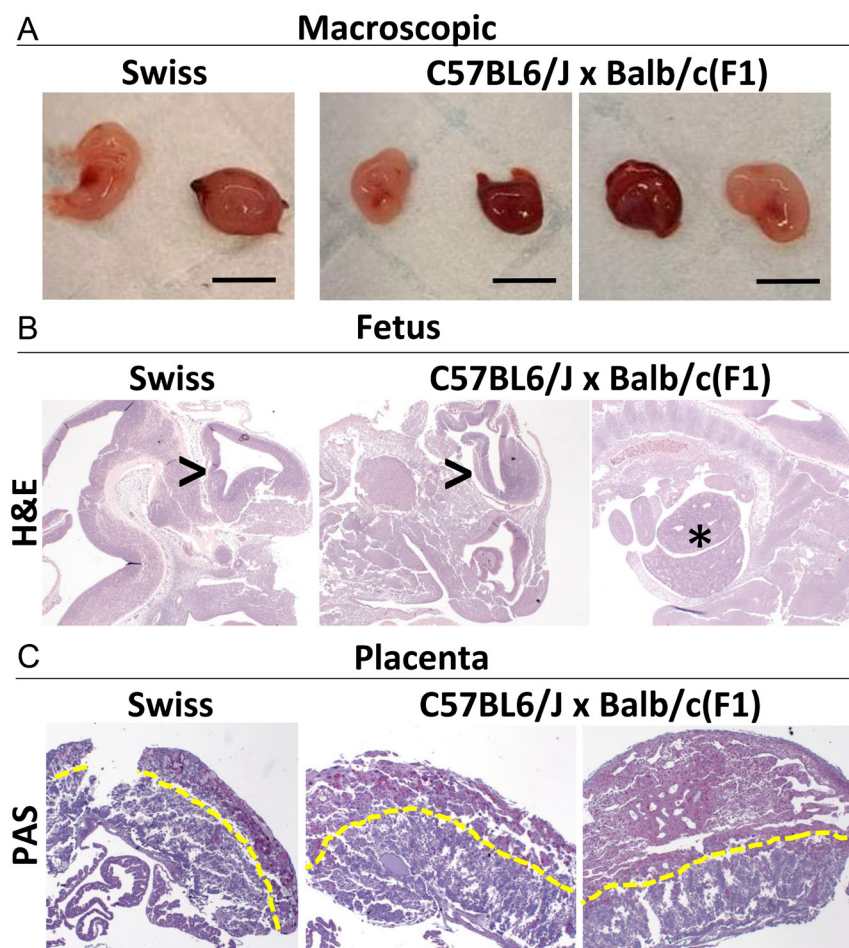 A
Macroscopic
Swiss
C57BL6/J x Balb/c(F1)
B
Fetus
Swiss
C57BL6/J x Balb/c(F1)
H&E
>
>
*
C
Placenta
Swiss
C57BL6/J x Balb/c(F1)
PAS